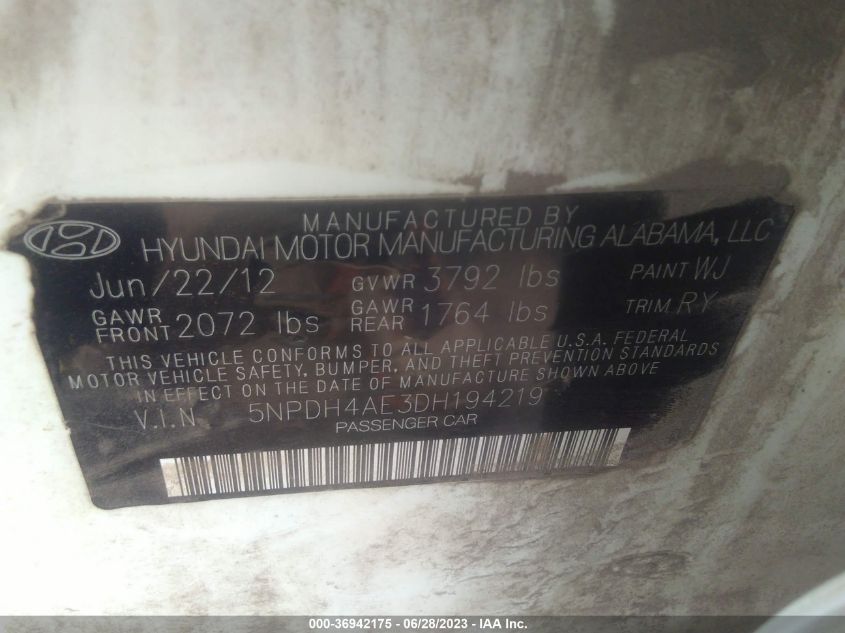 MANUFACTURED BY
HYUNDAI MOTOR MANUFACTURING ALABAMA, LLC
Jun/22/12 GVWR 3792 lbs PAINT WJ
GAWR FRONT 2072 lbs GAWR REAR 1764 lbs TRIM RY
THIS VEHICLE CONFORMS TO ALL APPLICABLE U.S.A. FEDERAL
MOTOR VEHICLE SAFETY, BUMPER, AND THEFT PREVENTION STANDARDS
IN EFFECT ON THE DATE OF MANUFACTURE
V.I.N 5NPDH4AE3DH194219
PASSENGER CAR
000-36942175 - 06/28/2023 - IAA Inc.